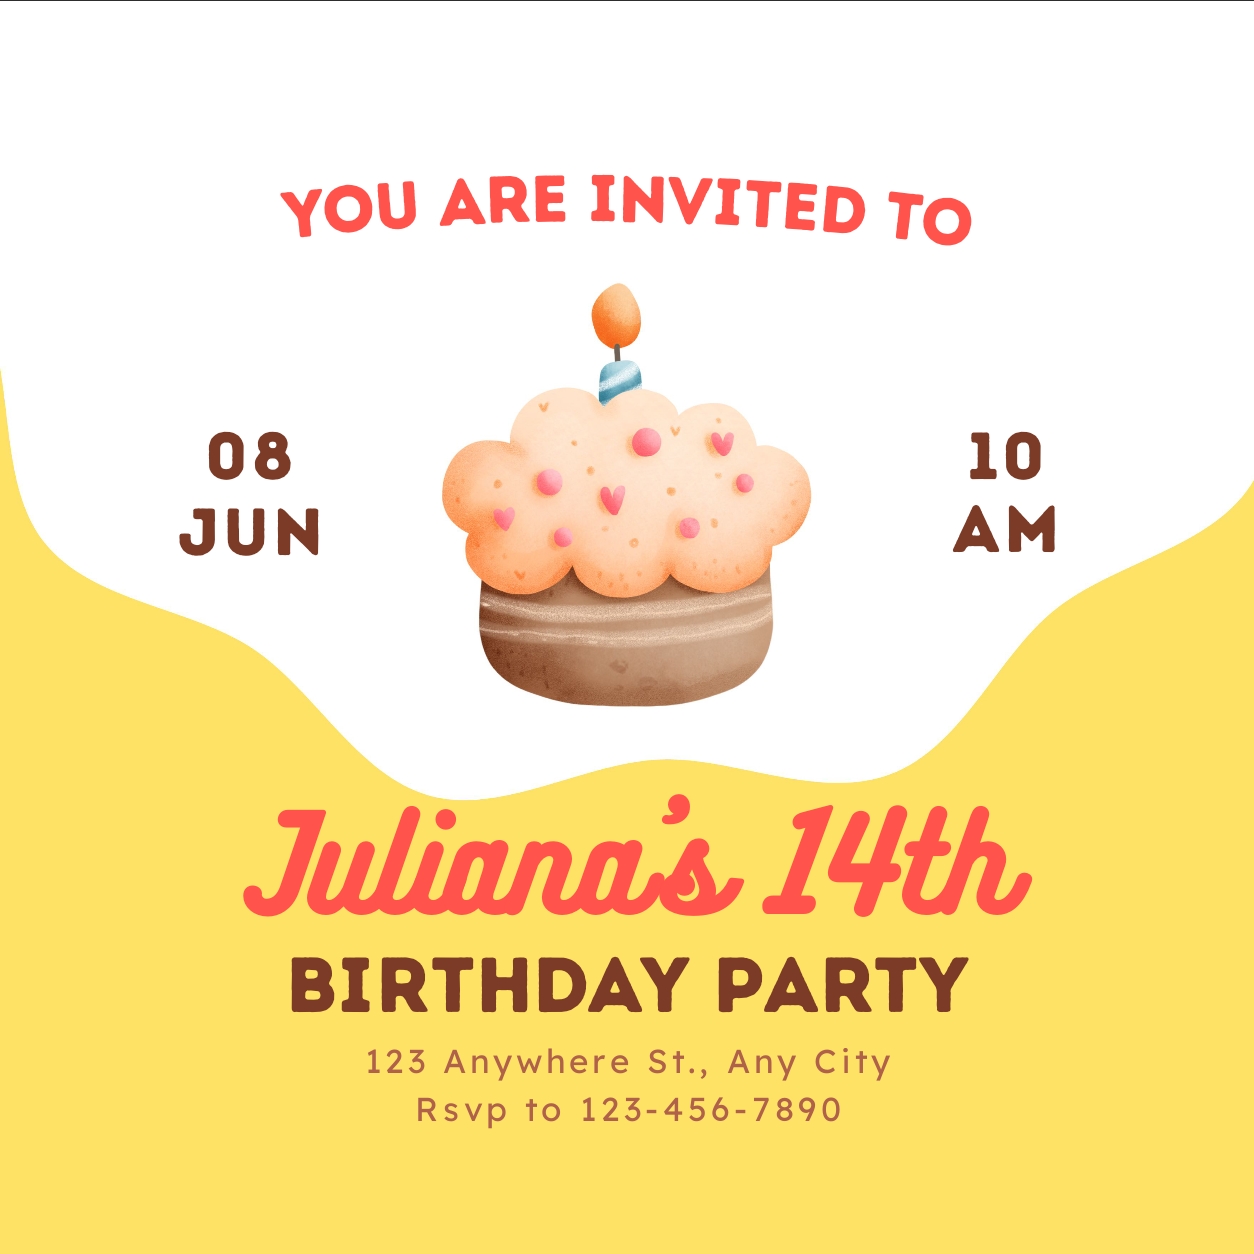 YOU ARE INVITED TO
08
JUN
10
AM
Juliana's 14th
BIRTHDAY PARTY
123 Anywhere St., Any City
Rsvp to 123-456-7890